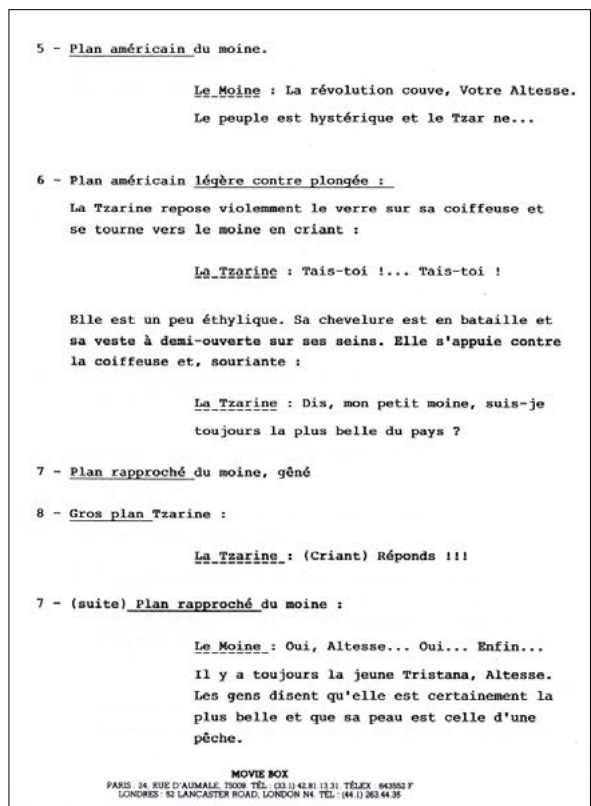 5 - Plan américain du moine.
Le Moine : La révolution couve, Votre Altesse.
Le peuple est hystérique et le Tzar ne...
6 - Plan américain légère contre plongée :
La Tzarine repose violemment le verre sur sa coiffeuse et
se tourne vers le moine en criant :
La Tzarine : Tais-toi !... Tais-toi !
Elle est un peu éthylique. Sa chevelure est en bataille et
sa veste à demi-ouverte sur ses seins. Elle s'appuie contre
la coiffeuse et, souriante :
La Tzarine : Dis, mon petit moine, suis-je
toujours la plus belle du pays ?
7 - Plan rapproché du moine, gêné
8 - Gros plan Tzarine :
La Tzarine : (Criant) Réponds !!!
7 - (suite) Plan rapproché du moine :
Le Moine : Oui, Altesse... Oui... Enfin...
Il y a toujours la jeune Tristana, Altesse.
Les gens disent qu'elle est certainement la
plus belle et que sa peau est celle d'une
pêche.
MOVIE BOX
PARIS : 24, RUE D'AUMALE, 75009. TÉL. : (33.1) 42.81.13.31. TÉLEX : 643552 F
LONDRES : 52 LANCASTER ROAD, LONDON N4. TÉL. : (44.1) 263.44.35